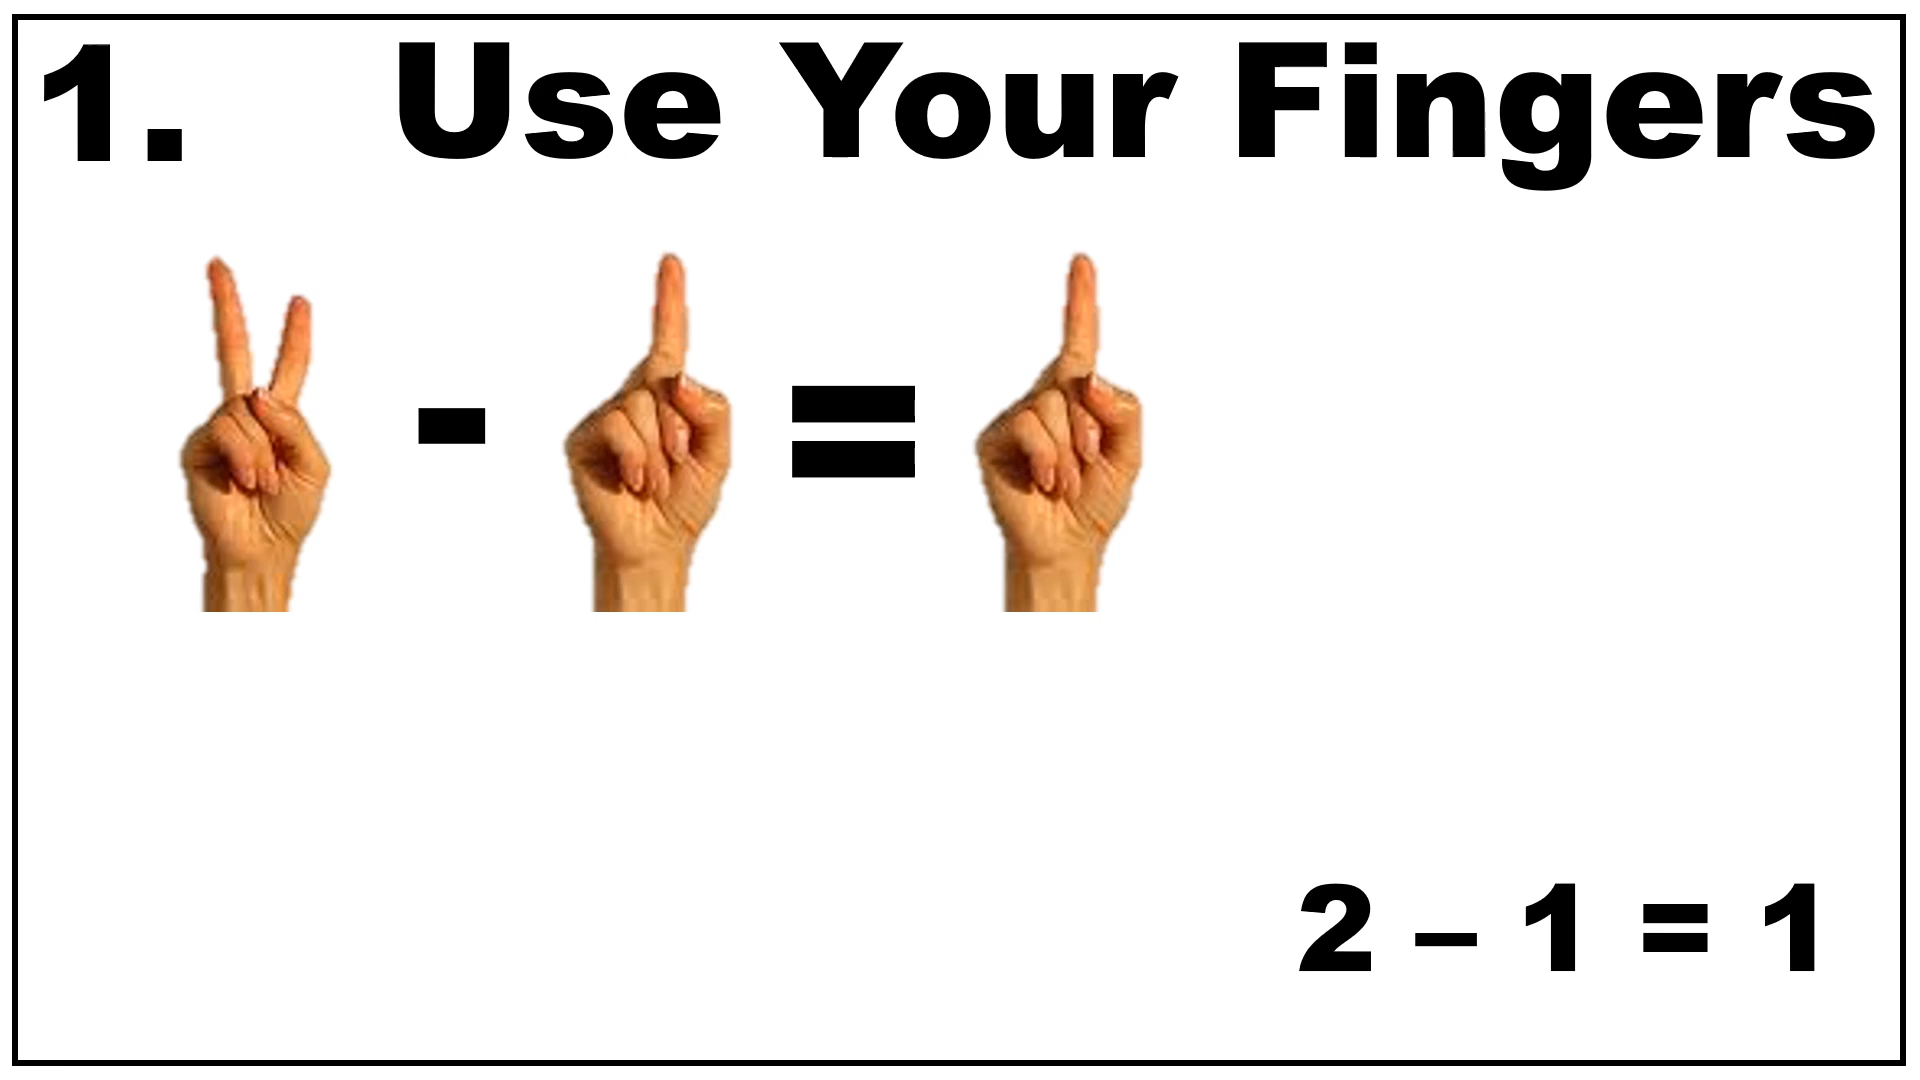 1. Use Your Fingers
- =
2 – 1 = 1